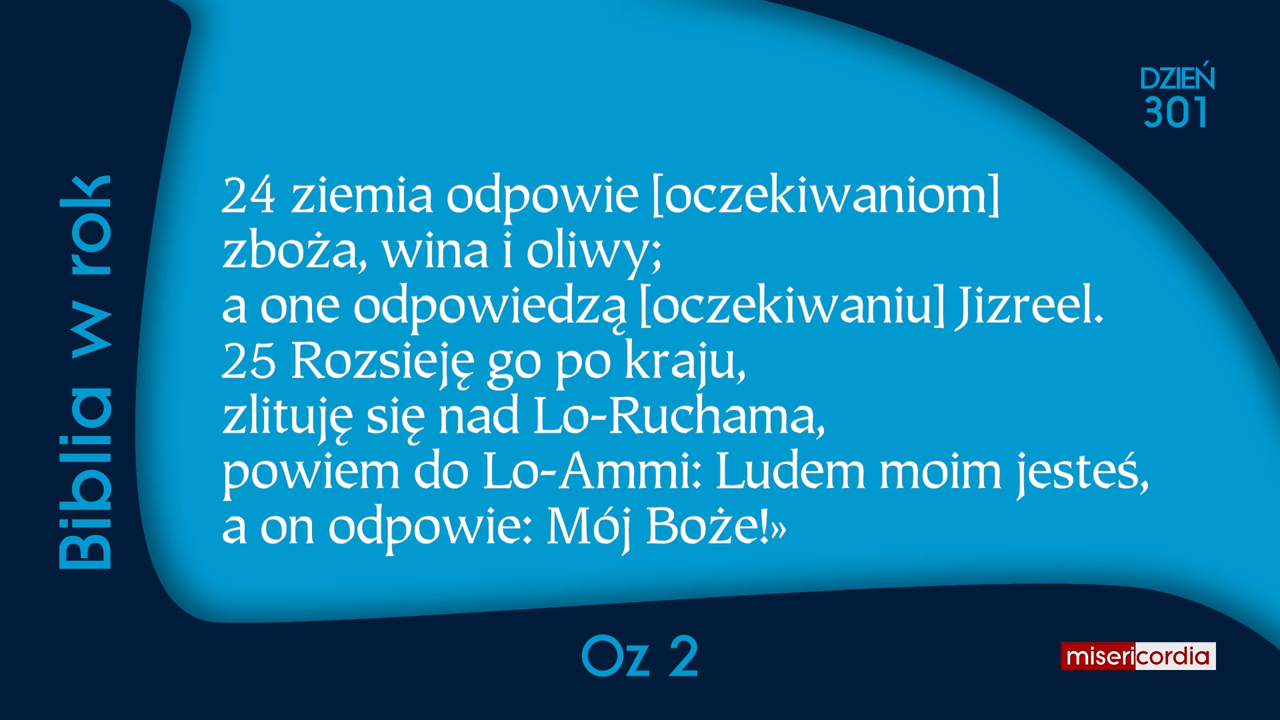 DZIEŃ
301
Biblia w rok
24 ziemia odpowie [oczekiwaniom]
zboża, wina i oliwy;
a one odpowiedzą [oczekiwaniu] Jizreel.
25 Rozsieję go po kraju,
zlituję się nad Lo-Ruchama,
powiem do Lo-Ammi: Ludem moim jesteś,
a on odpowie: Mój Boże!»
Oz 2
misericordia